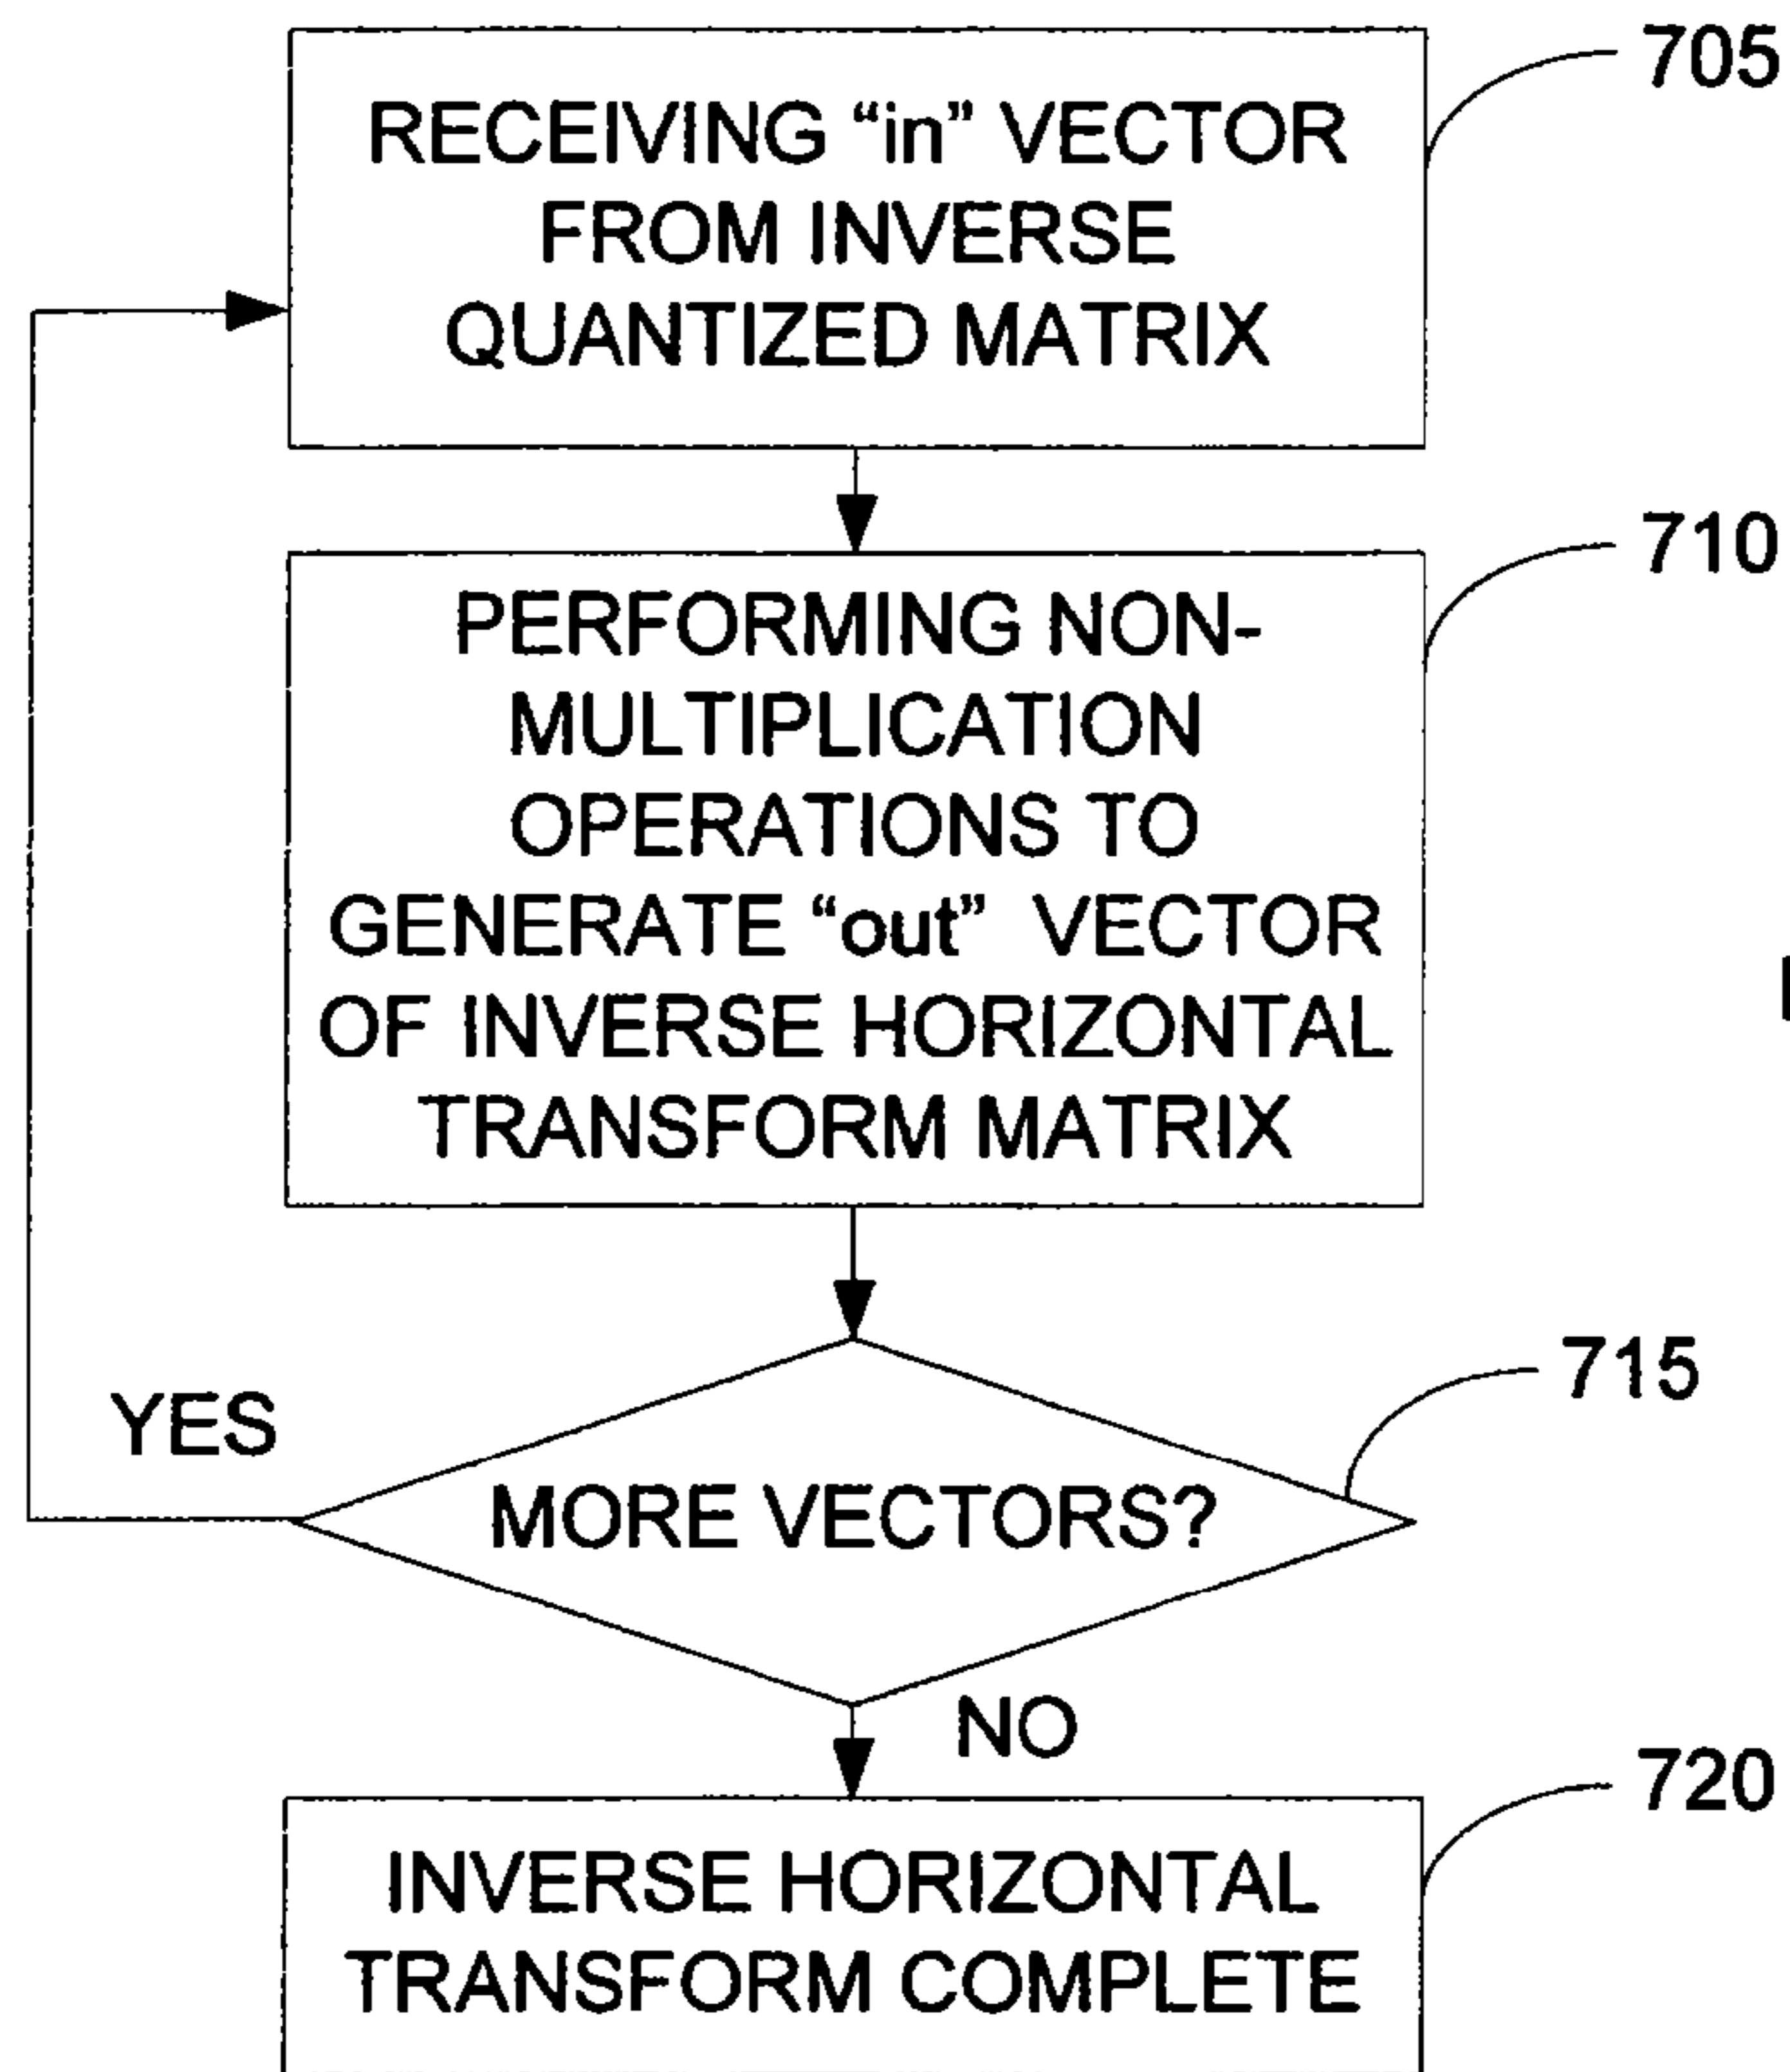 705
RECEIVING “in” VECTOR
FROM INVERSE
QUANTIZED MATRIX
710
PERFORMING NON-
MULTIPLICATION
OPERATIONS TO
GENERATE “out” VECTOR
OF INVERSE HORIZONTAL
TRANSFORM MATRIX
715
YES
MORE VECTORS?
NO
720
INVERSE HORIZONTAL
TRANSFORM COMPLETE